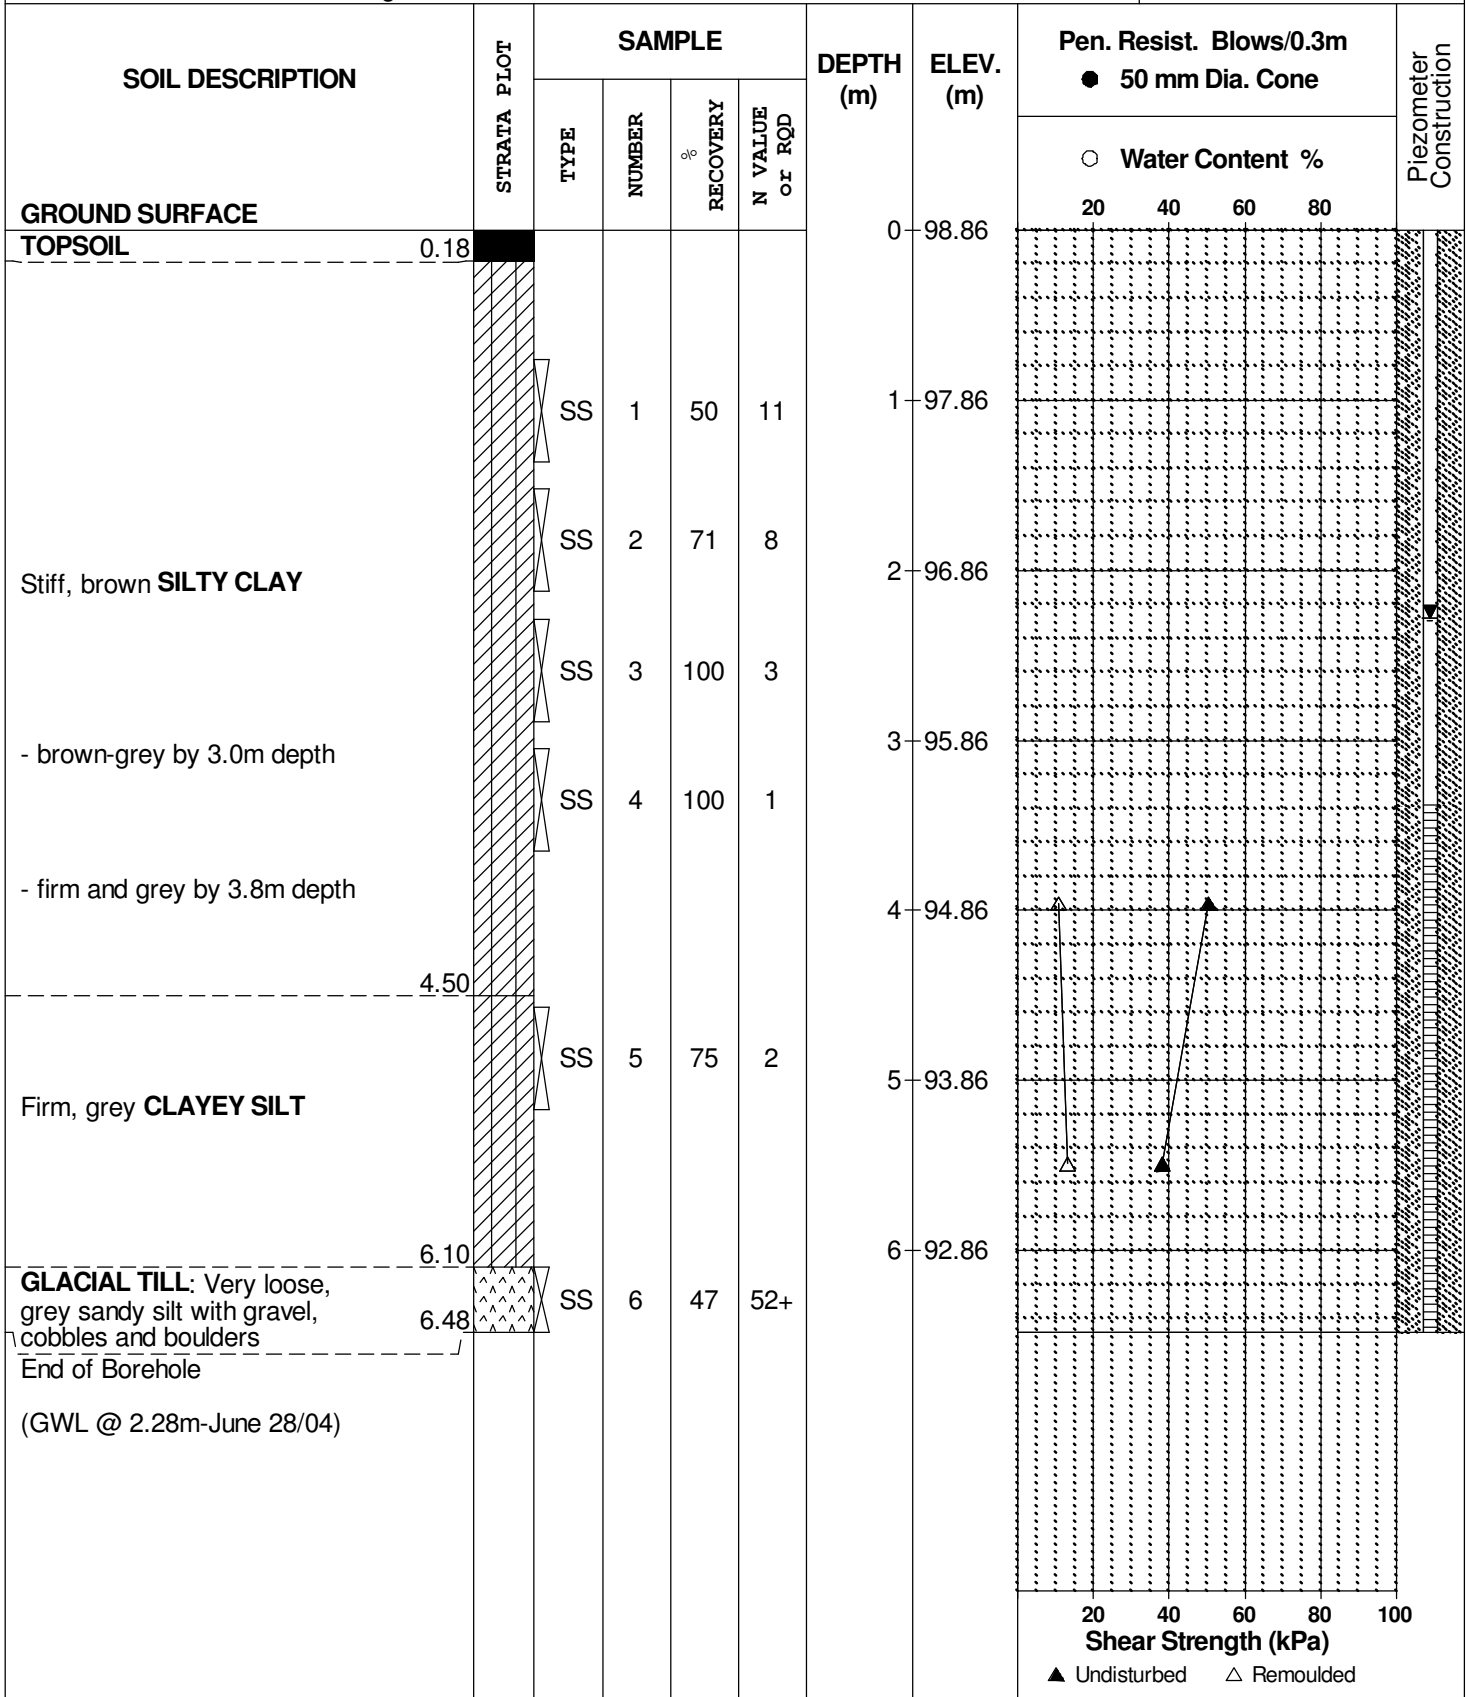 SOIL DESCRIPTION
STRATA PLOT
SAMPLE
TYPE
NUMBER
% RECOVERY
N VALUE or RQD
DEPTH (m)
ELEV. (m)
Pen. Resist. Blows/0.3m
● 50 mm Dia. Cone
○ Water Content %
20 40 60 80
Piezometer Construction
GROUND SURFACE
0 98.86
TOPSOIL 0.18
SS 1 50 11
1 97.86
SS 2 71 8
2 96.86
Stiff, brown SILTY CLAY
SS 3 100 3
3 95.86
- brown-grey by 3.0m depth
SS 4 100 1
- firm and grey by 3.8m depth
4 94.86
4.50
SS 5 75 2
5 93.86
Firm, grey CLAYEY SILT
6 92.86
6.10
GLACIAL TILL: Very loose,
grey sandy silt with gravel,
cobbles and boulders
6.48
SS 6 47 52+
End of Borehole
(GWL @ 2.28m-June 28/04)
20 40 60 80 100
Shear Strength (kPa)
▲ Undisturbed △ Remoulded